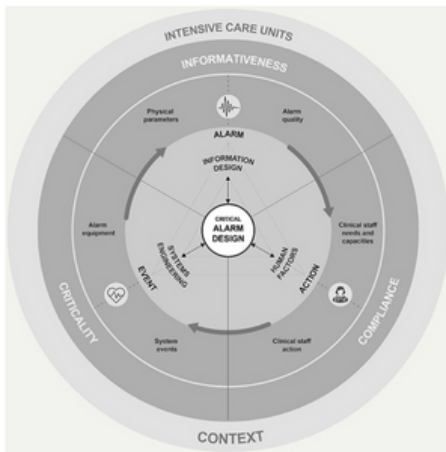 INTENSIVE CARE UNITS
INFORMATIVENESS
Physical
parameters
Alarm
quality
ALARM
INFORMATION
DESIGN
Alarm
equipment
CRITICAL
ALARM
DESIGN
Clinical staff
needs and
capacities
SYSTEMS
ENGINEERING
HUMAN
FACTORS
EVENT
ACTION
CRITICALITY
COMPLIANCE
System
events
Clinical staff
action
CONTEXT